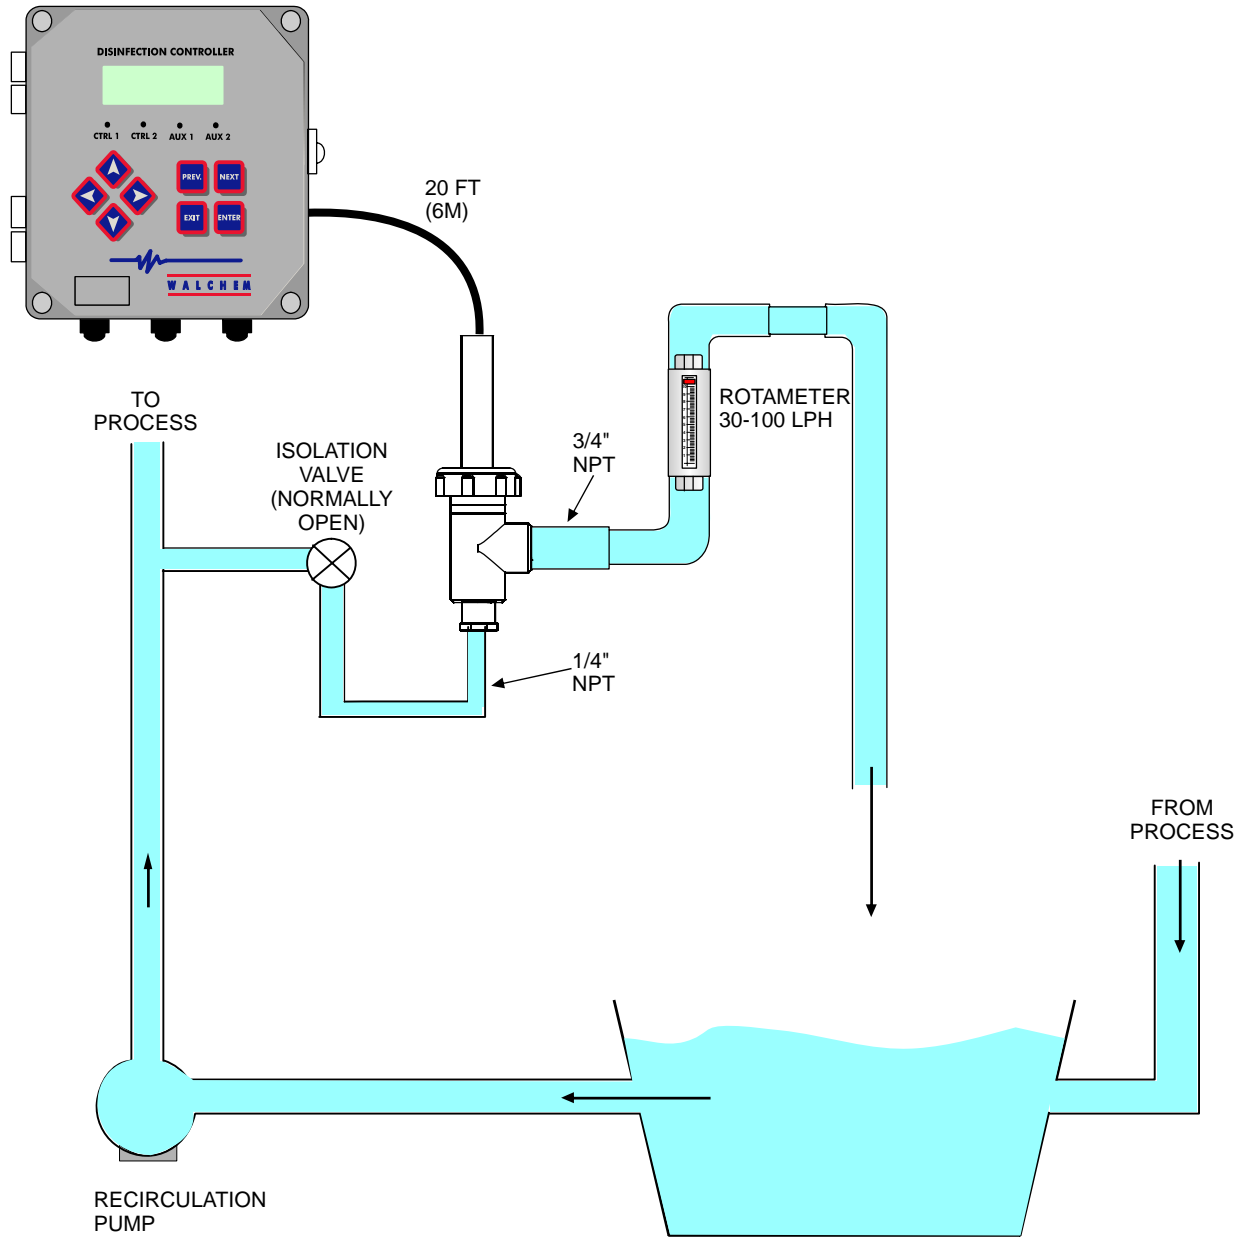 DISINFECTION CONTROLLER
CTRL 1 CTRL 2 AUX 1 AUX 2
PREV. NEXT
EXIT ENTER
WALCHEM
20 FT
(6M)
TO
PROCESS
ISOLATION
VALVE
(NORMALLY
OPEN)
3/4"
NPT
ROTAMETER
30-100 LPH
1/4"
NPT
FROM
PROCESS
RECIRCULATION
PUMP